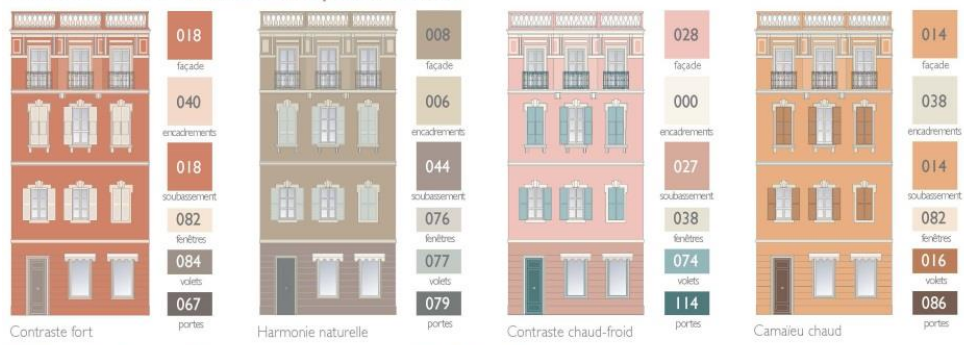 018
façade
040
encadrements
018
soubassement
082
fenêtres
084
volets
067
portes
Contraste fort
008
façade
006
encadrements
044
soubassement
076
fenêtres
077
volets
079
portes
Harmonie naturelle
028
façade
000
encadrements
027
soubassement
038
fenêtres
074
volets
114
portes
Contraste chaud-froid
014
façade
038
encadrements
014
soubassement
082
fenêtres
016
volets
086
portes
Camaïeu chaud